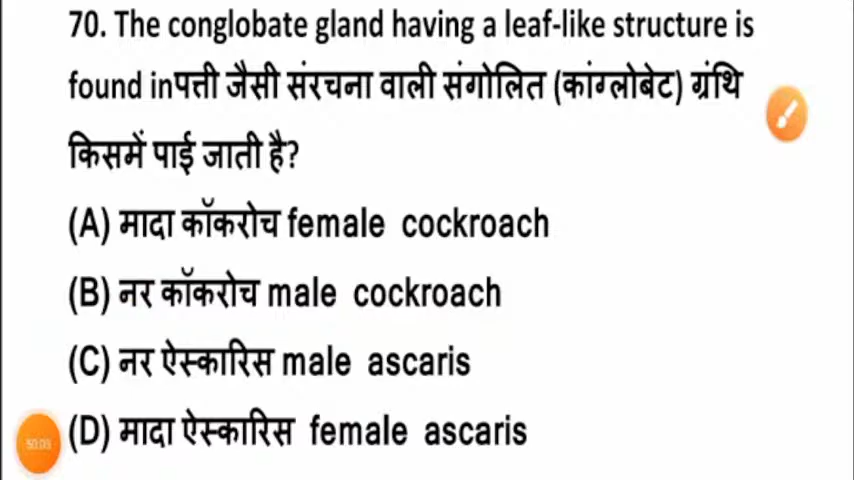 70. The conglobate gland having a leaf-like structure is
found inपत्ती जैसी संरचना वाली संगोलित (कांग्लोबेट) ग्रंथि
किसमें पाई जाती है?
(A) मादा कॉकरोच female cockroach
(B) नर कॉकरोच male cockroach
(C) नर ऐस्कारिस male ascaris
(D) मादा ऐस्कारिस female ascaris